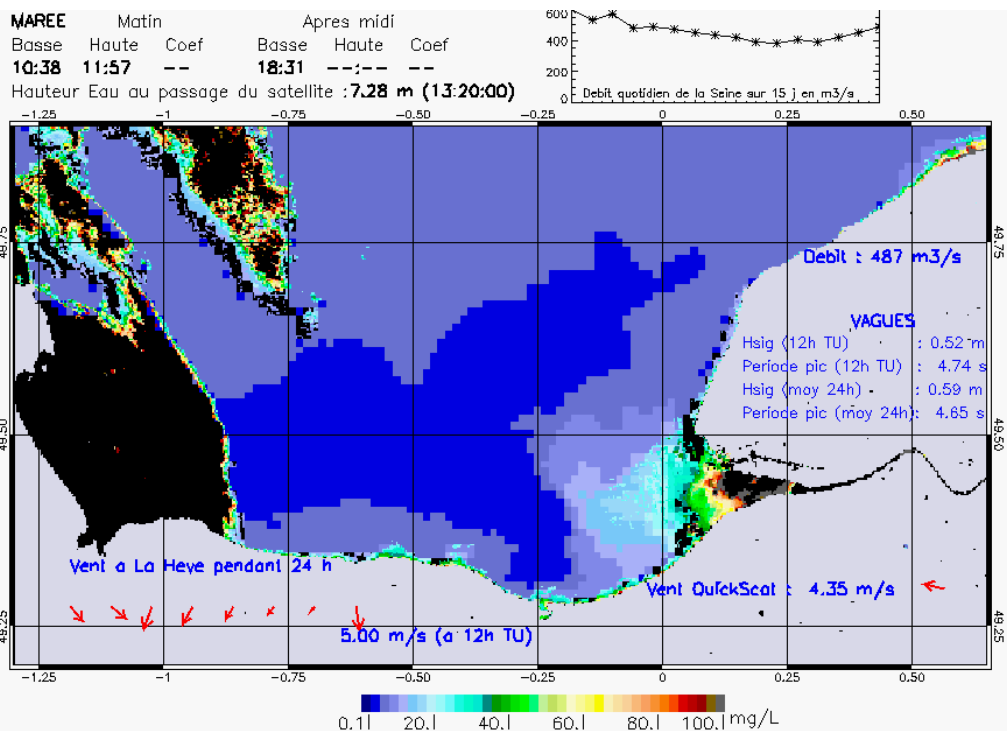 MAREE Matin Apres midi
Basse Haute Coef Basse Haute Coef
10:38 11:57 -- 18:31 --:-- --
Hauteur Eau au passage du satellite : 7.28 m (13:20:00)
600
400
200
0
Debit quotidien de la Seine sur 15 j en m3/s
-1.25 -1 -0.75 -0.50 -0.25 0 0.25 0.50
49.75 49.75
Debit : 487 m3/s
VAGUES
Hsig (12h TU) : 0.52 m
Periode pic (12h TU) : 4.74 s
Hsig (moy 24h) : 0.59 m
Periode pic (moy 24h): 4.65 s
49.50 49.50
Vent a La Heve pendant 24 h
Vent QuickScat : 4.35 m/s
49.25 49.25
5.00 m/s (a 12h TU)
-1.25 -1 -0.75 -0.50 -0.25 0 0.25 0.50
0.1 20.1 40.1 60.1 80.1 100.1 mg/L